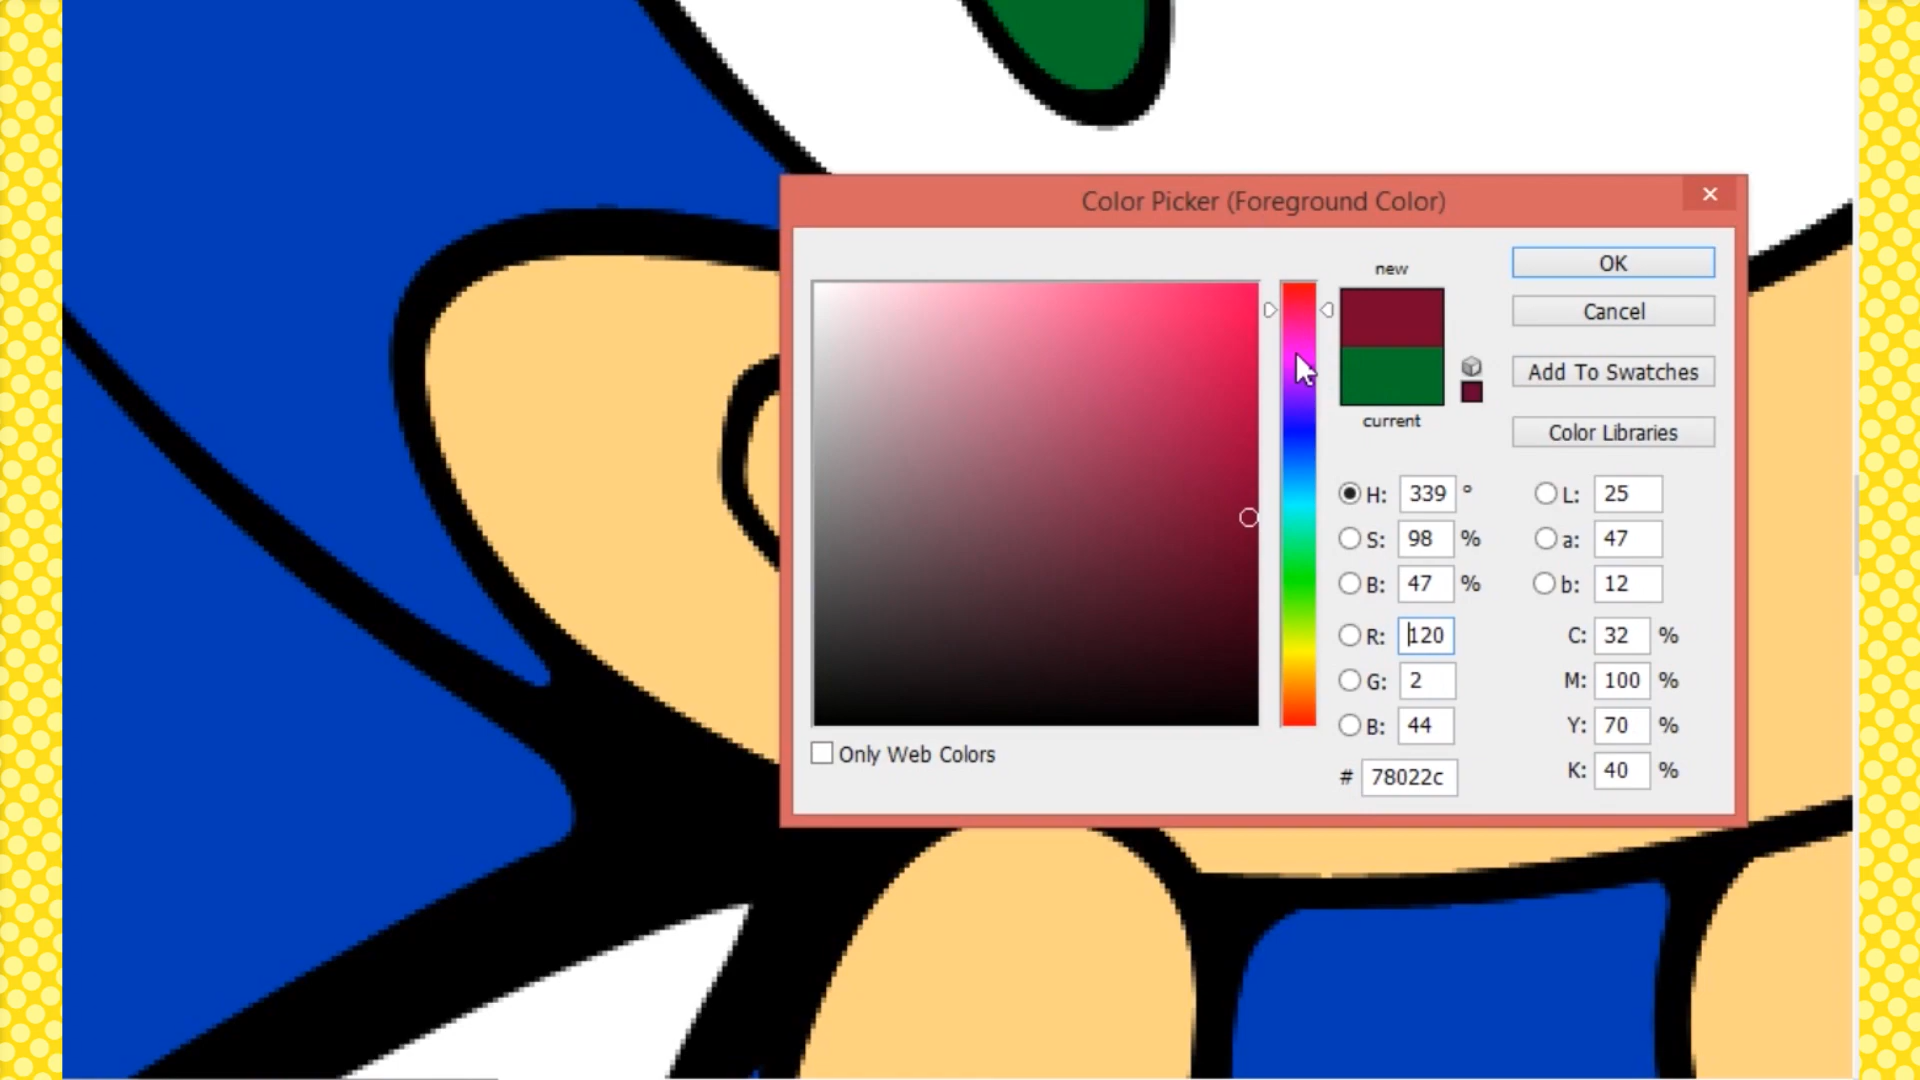 Color Picker (Foreground Color)
new
OK
Cancel
Add To Swatches
current
Color Libraries
H: 339 °
L: 25
S: 98 %
a: 47
B: 47 %
b: 12
R: 120
C: 32 %
G: 2
M: 100 %
B: 44
Y: 70 %
Only Web Colors
# 78022c
K: 40 %